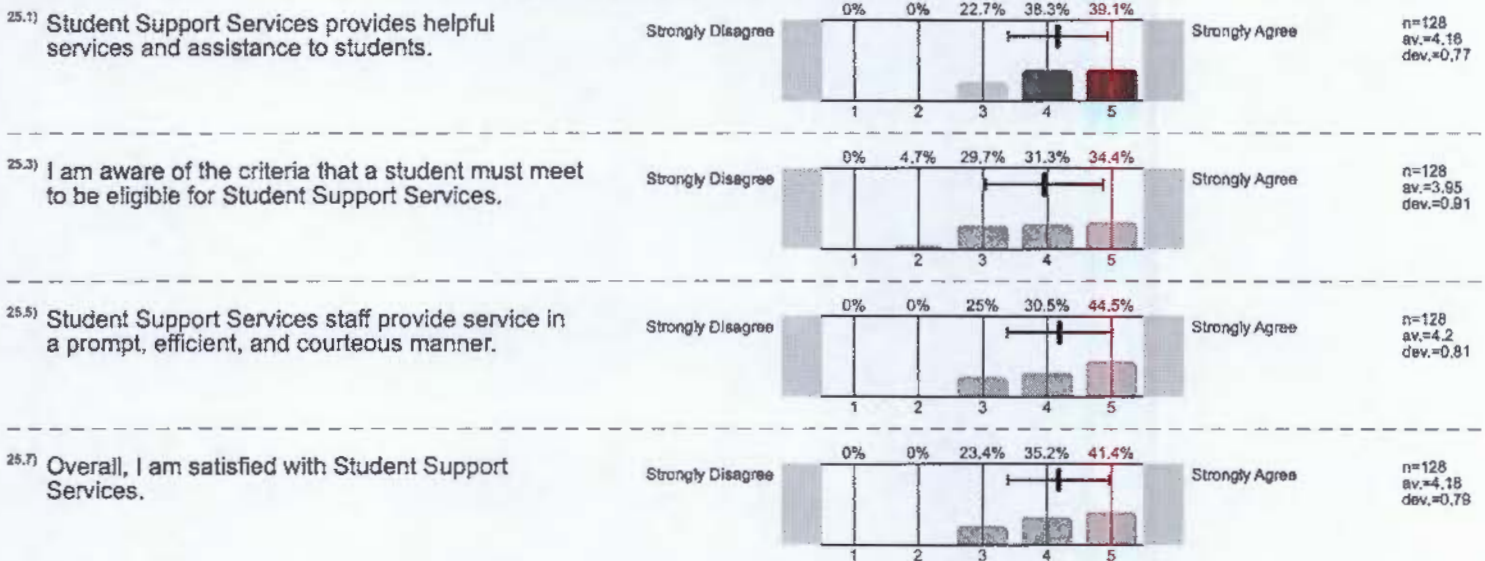 0% 0% 22.7% 38.3% 39.1%
25.1) Student Support Services provides helpful
services and assistance to students.
Strongly Disagree
Strongly Agree
n=128
av.=4.16
dev.=0.77
1 2 3 4 5
25.3) I am aware of the criteria that a student must meet
to be eligible for Student Support Services.
0% 4.7% 29.7% 31.3% 34.4%
Strongly Disagree
Strongly Agree
n=128
av.=3.95
dev.=0.91
1 2 3 4 5
25.5) Student Support Services staff provide service in
a prompt, efficient, and courteous manner.
0% 0% 25% 30.5% 44.5%
Strongly Disagree
Strongly Agree
n=128
av.=4.2
dev.=0.81
1 2 3 4 5
25.7) Overall, I am satisfied with Student Support
Services.
0% 0% 23.4% 35.2% 41.4%
Strongly Disagree
Strongly Agree
n=128
av.=4.18
dev.=0.79
1 2 3 4 5